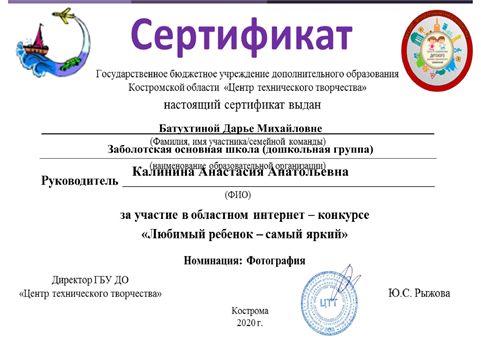 Сертификат
Государственное бюджетное учреждение дополнительного образования
Костромской области «Центр технического творчества»
настоящий сертификат выдан
Батухтиной Дарье Михайловне
(Фамилия, имя участника/семейной команды)
Заболотская основная школа (дошкольная группа)
(наименование образовательной организации)
Руководитель Калинина Анастасия Анатольевна
(ФИО)
за участие в областном интернет – конкурсе
«Любимый ребенок – самый яркий»
Номинация: Фотография
Директор ГБУ ДО
«Центр технического творчества»
ЦТТ
Ю.С. Рыжова
Кострома
2020 г.